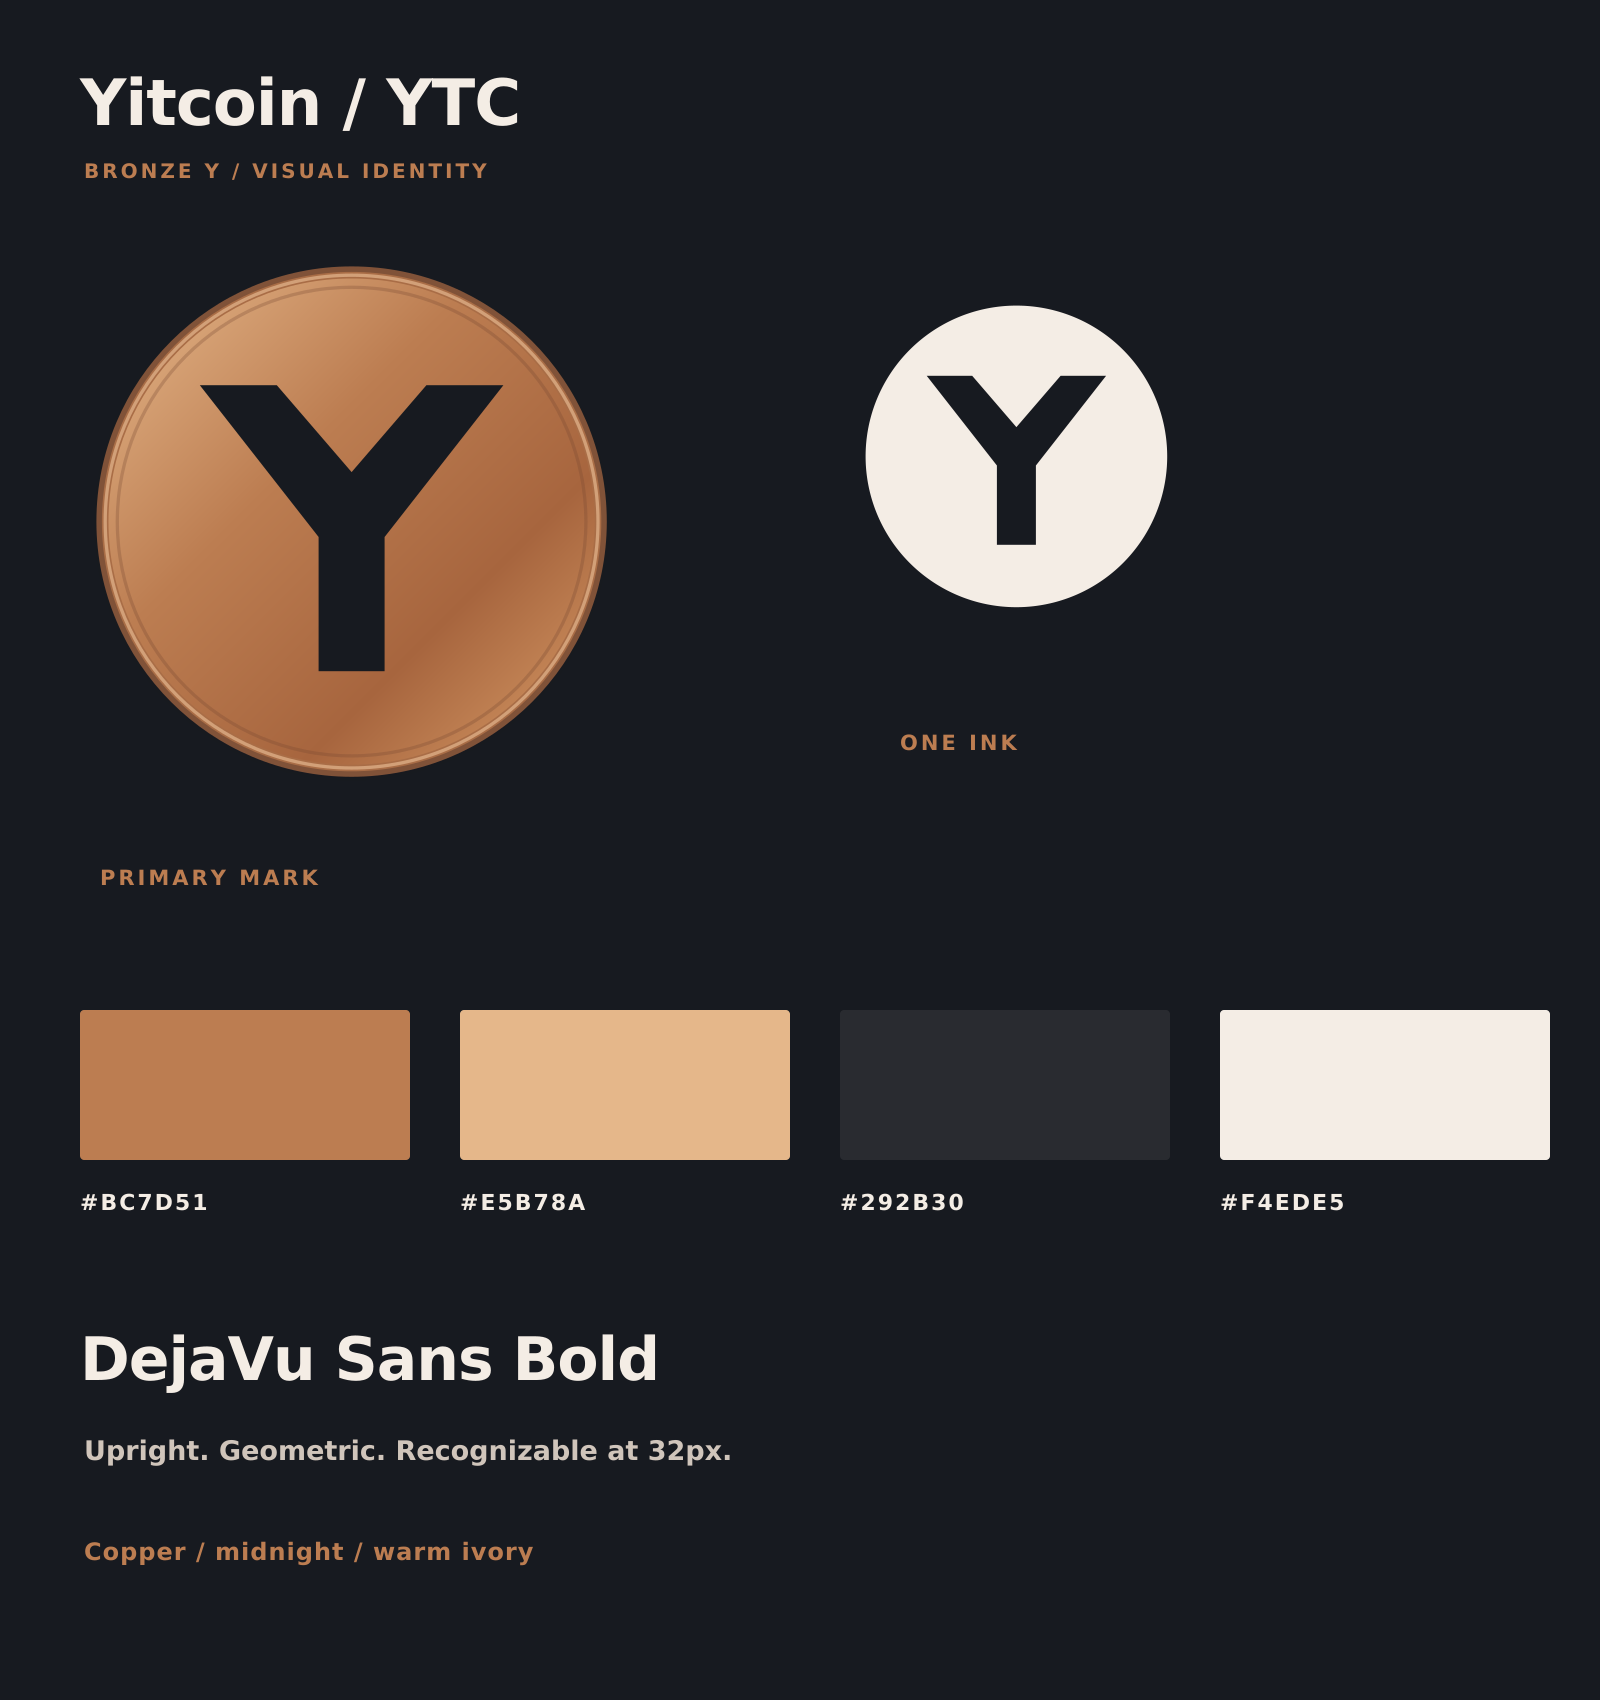 Yitcoin / YTC
BRONZE Y / VISUAL IDENTITY
Y
Y
ONE INK
PRIMARY MARK
#BC7D51
#E5B78A
#292B30
#F4EDE5
DejaVu Sans Bold
Upright. Geometric. Recognizable at 32px.
Copper / midnight / warm ivory